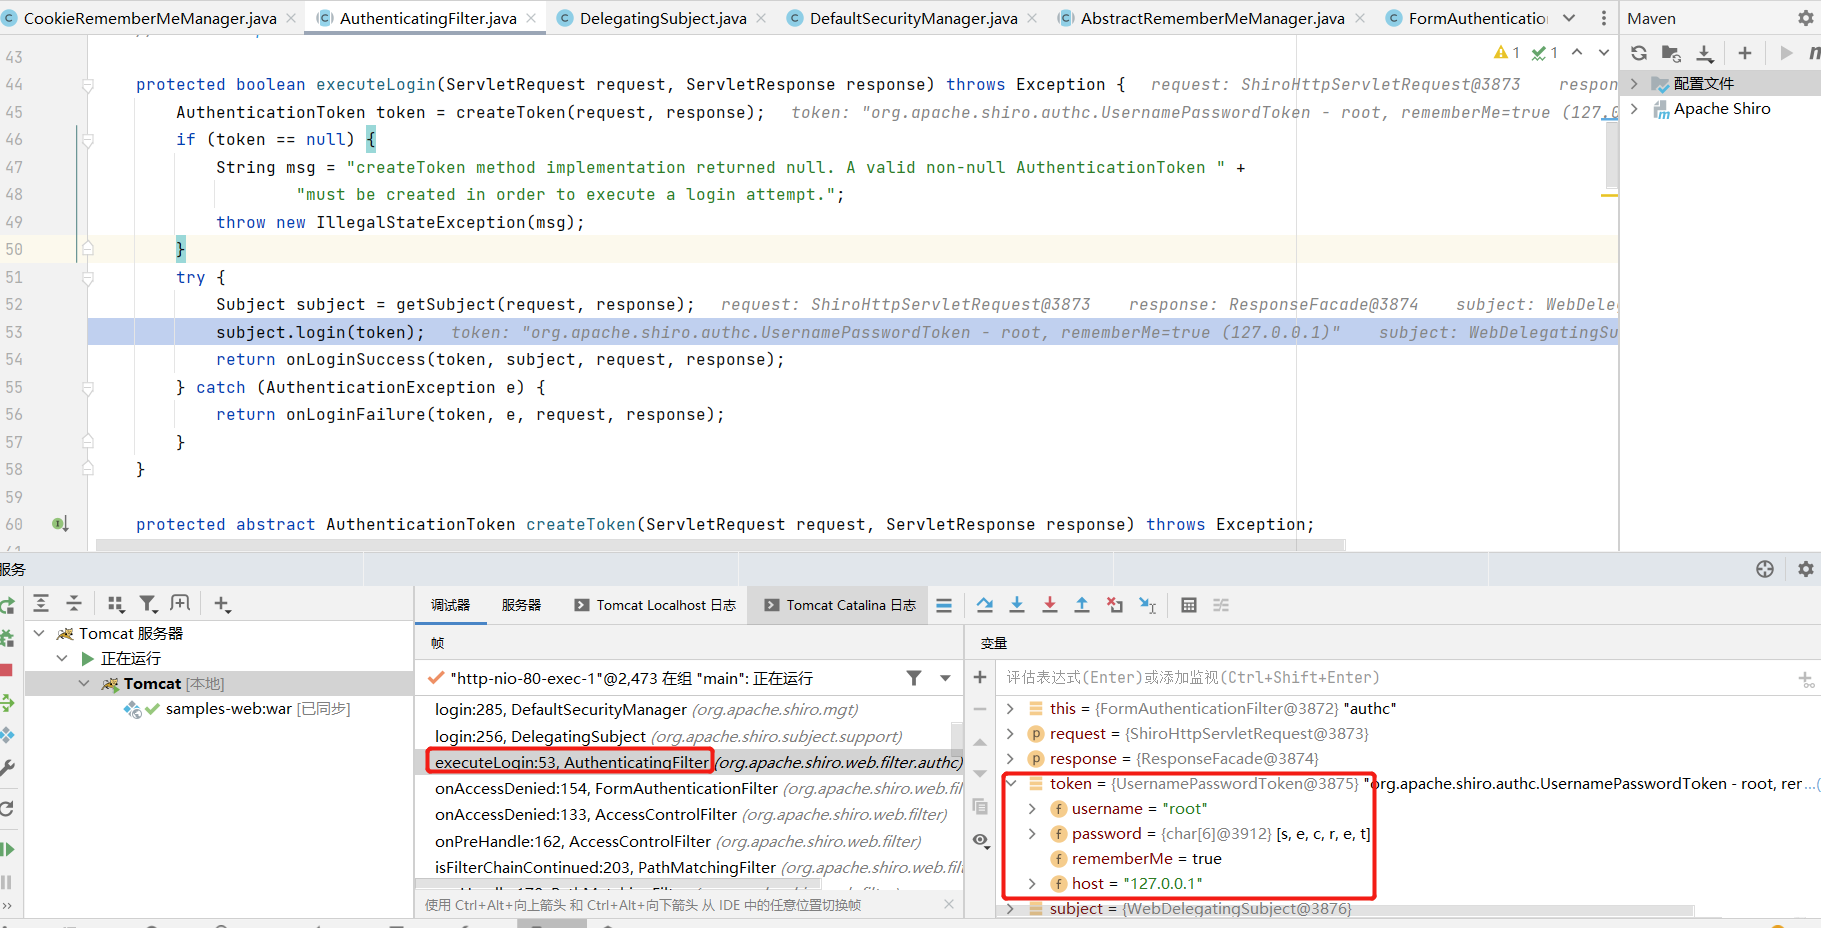 CookieRememberMeManager.java AuthenticatingFilter.java DelegatingSubject.java DefaultSecurityManager.java AbstractRememberMeManager.java FormAuthentication Maven
43
1 1
44 protected boolean executeLogin(ServletRequest request, ServletResponse response) throws Exception { request: ShiroHttpServletRequest@3873 respon
配置文件
45 AuthenticationToken token = createToken(request, response); token: "org.apache.shiro.authc.UsernamePasswordToken - root, rememberMe=true (127.0
Apache Shiro
46 if (token == null) {
47 String msg = "createToken method implementation returned null. A valid non-null AuthenticationToken " +
48 "must be created in order to execute a login attempt.";
49 throw new IllegalStateException(msg);
50 }
51 try {
52 Subject subject = getSubject(request, response); request: ShiroHttpServletRequest@3873 response: ResponseFacade@3874 subject: WebDele
53 subject.login(token); token: "org.apache.shiro.authc.UsernamePasswordToken - root, rememberMe=true (127.0.0.1)" subject: WebDelegatingSu
54 return onLoginSuccess(token, subject, request, response);
55 } catch (AuthenticationException e) {
56 return onLoginFailure(token, e, request, response);
57 }
58 }
59
60 protected abstract AuthenticationToken createToken(ServletRequest request, ServletResponse response) throws Exception;
服务
调试器 服务器 Tomcat Localhost 日志 Tomcat Catalina 日志
Tomcat 服务器
正在运行
Tomcat [本地]
samples-web:war [已同步]
帧
"http-nio-80-exec-1"@2,473 在组 "main": 正在运行
login:285, DefaultSecurityManager (org.apache.shiro.mgt)
login:256, DelegatingSubject (org.apache.shiro.subject.support)
executeLogin:53, AuthenticatingFilter (org.apache.shiro.web.filter.authc)
onAccessDenied:154, FormAuthenticationFilter (org.apache.shiro.web.fil
onAccessDenied:133, AccessControlFilter (org.apache.shiro.web.filter)
onPreHandle:162, AccessControlFilter (org.apache.shiro.web.filter)
isFilterChainContinued:203, PathMatchingFilter (org.apache.shiro.web.fil
使用 Ctrl+Alt+向上箭头 和 Ctrl+Alt+向下箭头 从 IDE 中的任意位置切换帧
变量
评估表达式(Enter)或添加监视(Ctrl+Shift+Enter)
this = {FormAuthenticationFilter@3872} "authc"
request = {ShiroHttpServletRequest@3873}
response = {ResponseFacade@3874}
token = {UsernamePasswordToken@3875} "org.apache.shiro.authc.UsernamePasswordToken - root, rer ...(
username = "root"
password = {char[6]@3912} [s, e, c, r, e, t]
rememberMe = true
host = "127.0.0.1"
subject = {WebDelegatingSubject@3876}